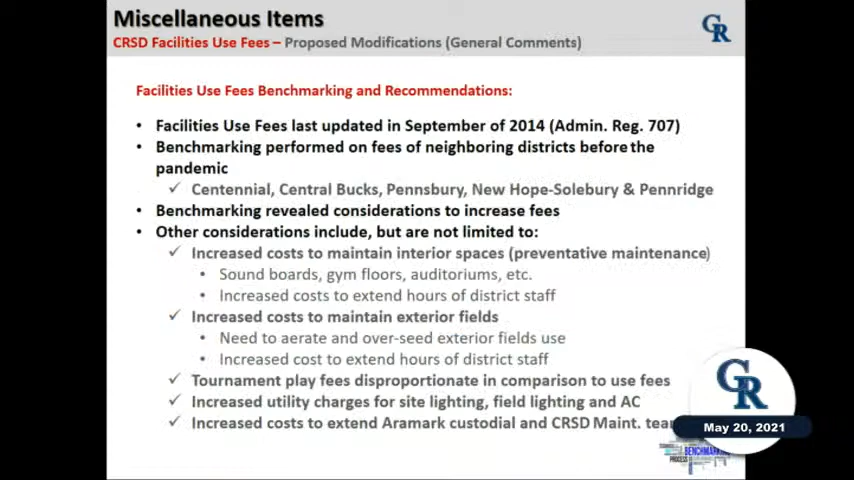 Miscellaneous Items
CRSD Facilities Use Fees – Proposed Modifications (General Comments)
GR
Facilities Use Fees Benchmarking and Recommendations:
• Facilities Use Fees last updated in September of 2014 (Admin. Reg. 707)
• Benchmarking performed on fees of neighboring districts before the
pandemic
✓ Centennial, Central Bucks, Pennsbury, New Hope-Solebury & Pennridge
• Benchmarking revealed considerations to increase fees
• Other considerations include, but are not limited to:
✓ Increased costs to maintain interior spaces (preventative maintenance)
• Sound boards, gym floors, auditoriums, etc.
• Increased costs to extend hours of district staff
✓ Increased costs to maintain exterior fields
• Need to aerate and over-seed exterior fields use
• Increased cost to extend hours of district staff
✓ Tournament play fees disproportionate in comparison to use fees
✓ Increased utility charges for site lighting, field lighting and AC
✓ Increased costs to extend Aramark custodial and CRSD Maint.
GR
May 20, 2021
PROCESS